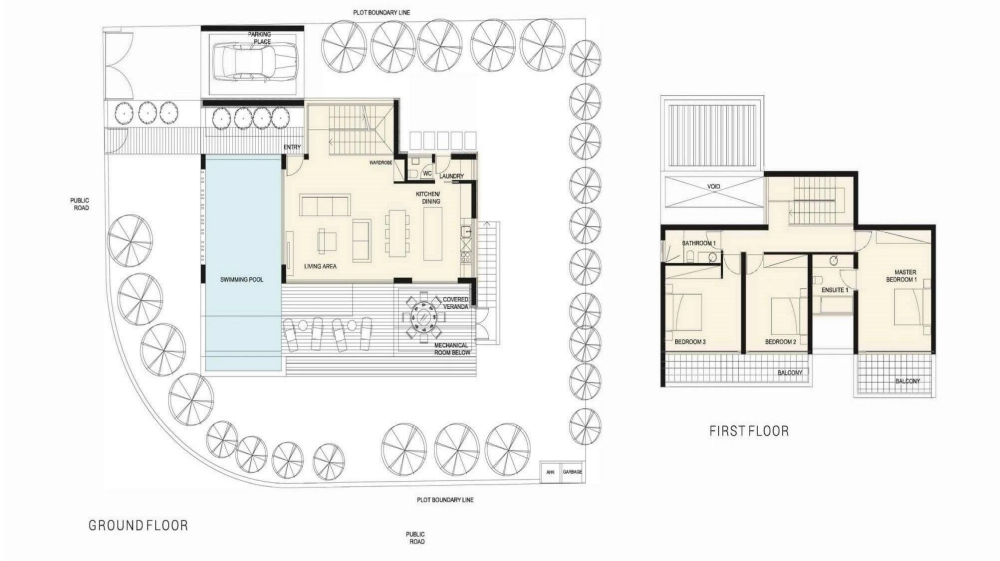 PLOT BOUNDARY LINE
PARKING
PLACE
ENTRY
WARDROBE
WC
LAUNDRY
KITCHEN/
DINING
PUBLIC
ROAD
LIVING AREA
SWIMMING POOL
COVERED
VERANDA
MECHANICAL
ROOM BELOW
GARBAGE
PLOT BOUNDARY LINE
GROUND FLOOR
PUBLIC
ROAD
VOID
BATHROOM 1
MASTER
BEDROOM 1
ENSUITE 1
BEDROOM 3
BEDROOM 2
BALCONY
BALCONY
FIRST FLOOR